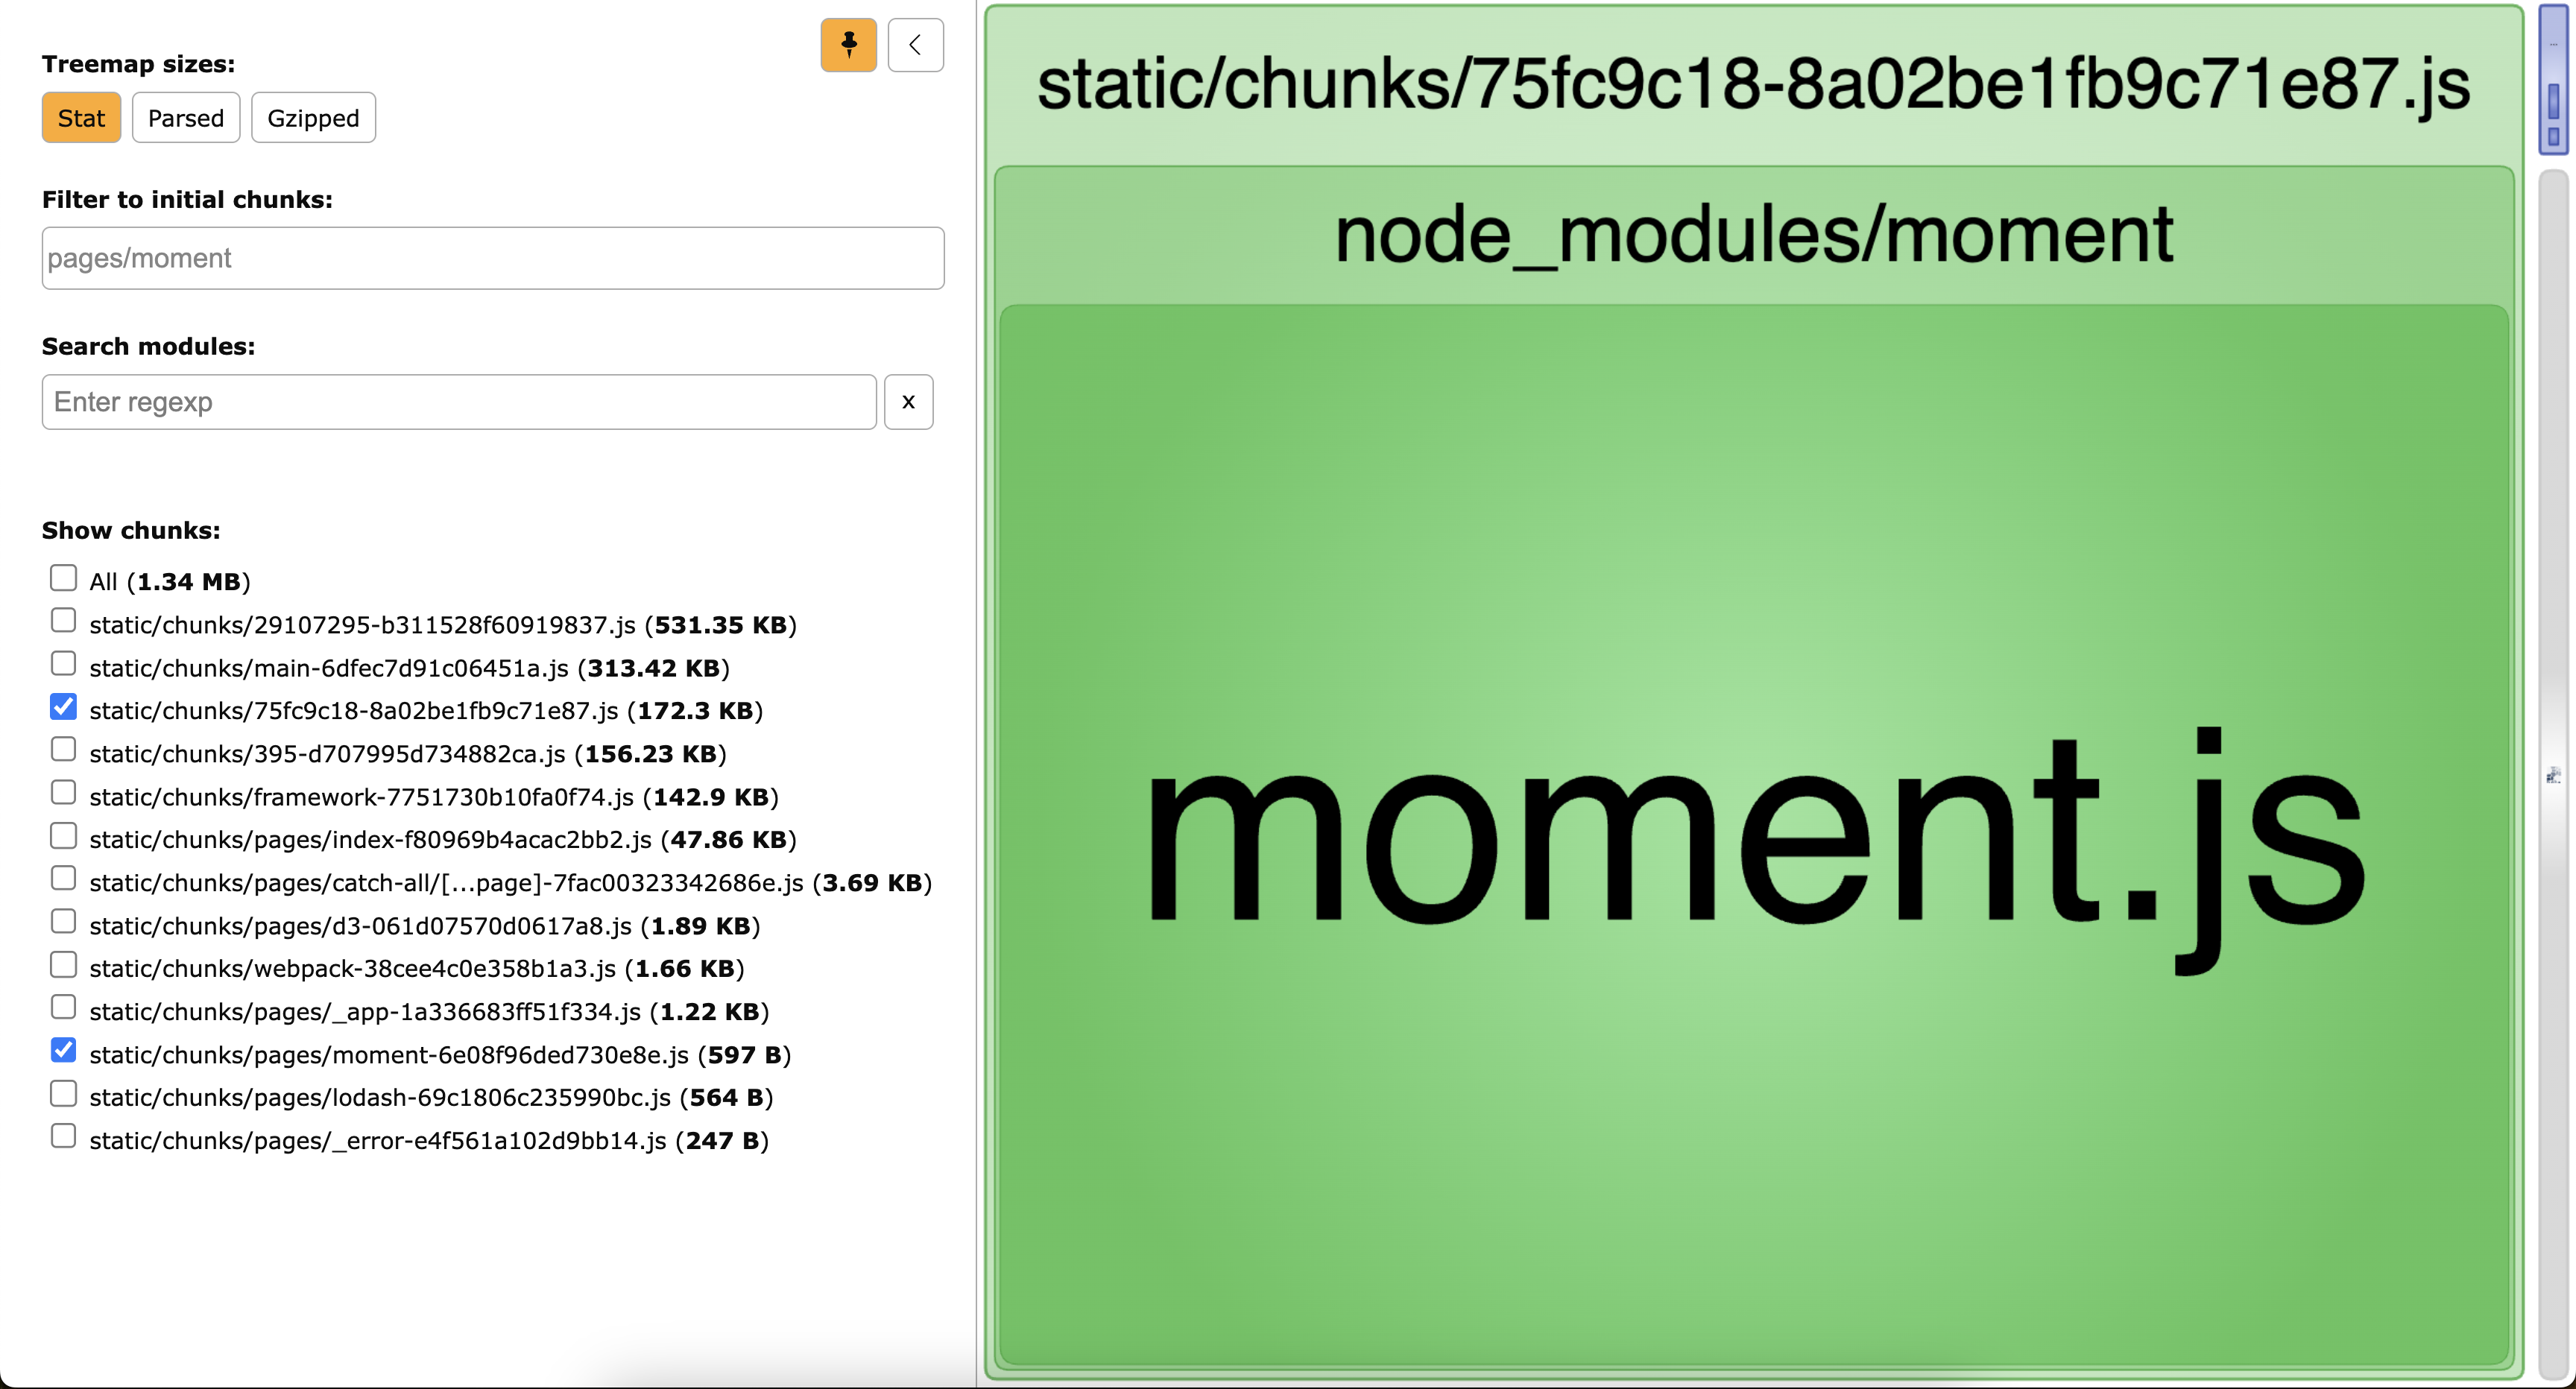 Treemap sizes:
Stat
Parsed
Gzipped
Filter to initial chunks:
pages/moment
Search modules:
Enter regexp
x
Show chunks:
All (1.34 MB)
static/chunks/29107295-b311528f60919837.js (531.35 KB)
static/chunks/main-6dfec7d91c06451a.js (313.42 KB)
static/chunks/75fc9c18-8a02be1fb9c71e87.js (172.3 KB)
static/chunks/395-d707995d734882ca.js (156.23 KB)
static/chunks/framework-7751730b10fa0f74.js (142.9 KB)
static/chunks/pages/index-f80969b4acac2bb2.js (47.86 KB)
static/chunks/pages/catch-all/[...page]-7fac00323342686e.js (3.69 KB)
static/chunks/pages/d3-061d07570d0617a8.js (1.89 KB)
static/chunks/webpack-38cee4c0e358b1a3.js (1.66 KB)
static/chunks/pages/_app-1a336683ff51f334.js (1.22 KB)
static/chunks/pages/moment-6e08f96ded730e8e.js (597 B)
static/chunks/pages/lodash-69c1806c235990bc.js (564 B)
static/chunks/pages/_error-e4f561a102d9bb14.js (247 B)
static/chunks/75fc9c18-8a02be1fb9c71e87.js
node_modules/moment
moment.js
...